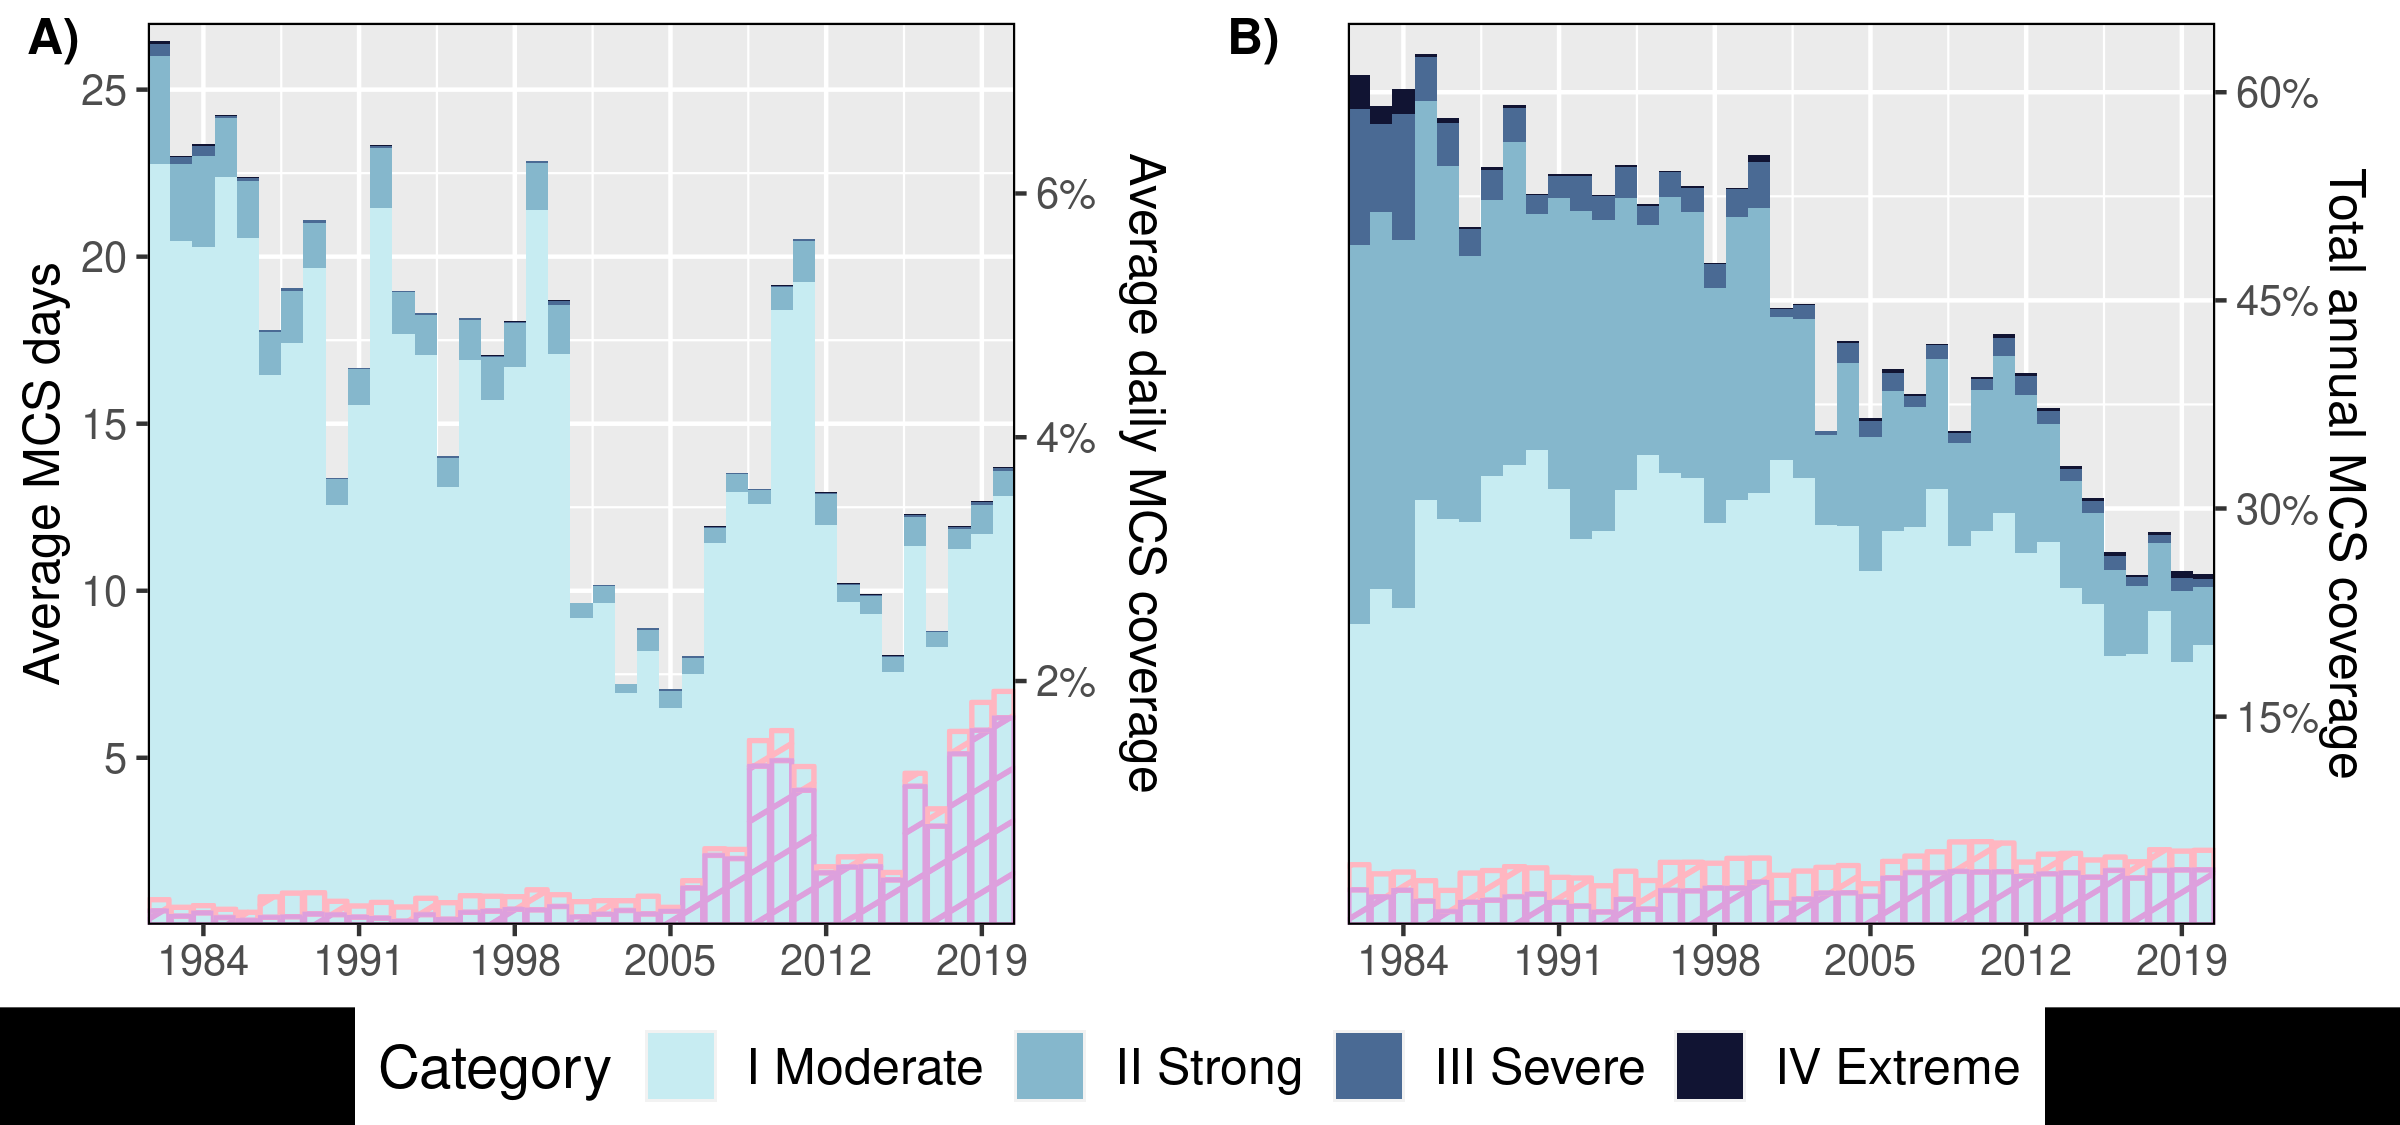 A)
Average MCS days
25
20
15
10
5
6%
4%
2%
Average daily MCS coverage
1984 1991 1998 2005 2012 2019
B)
60%
45%
30%
15%
Total annual MCS coverage
1984 1991 1998 2005 2012 2019
Category I Moderate II Strong III Severe IV Extreme